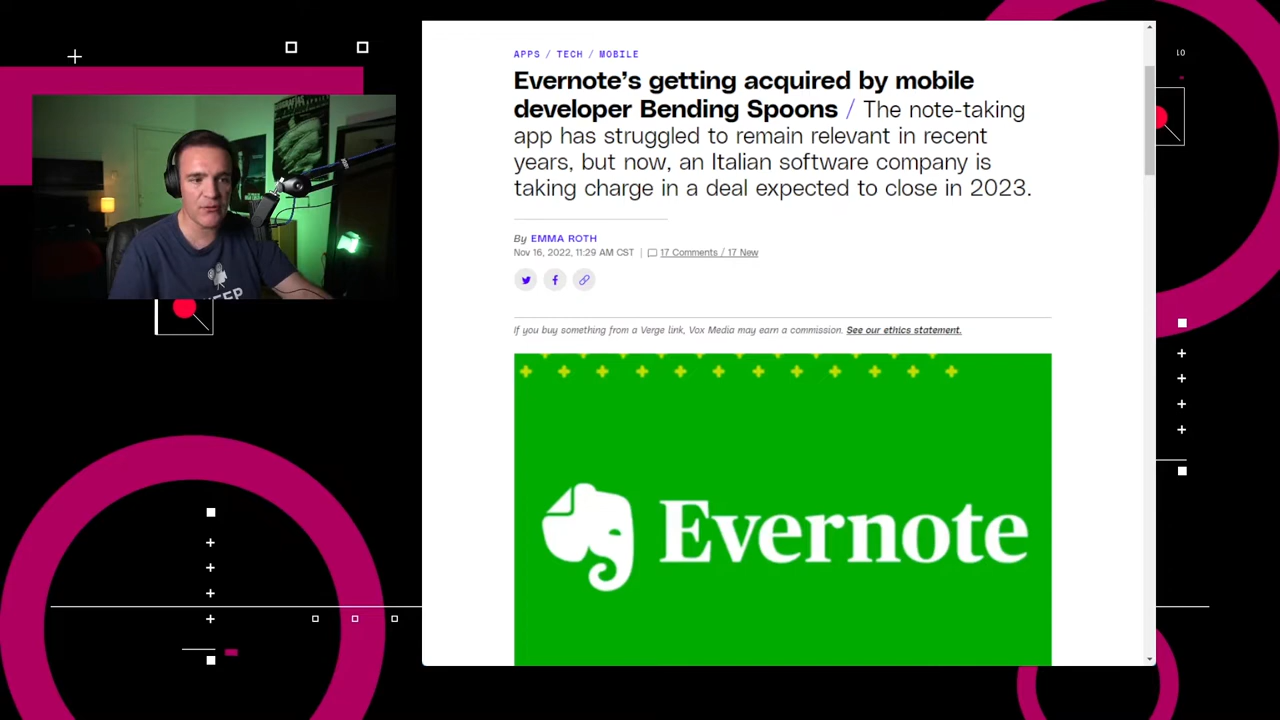 10
APPS / TECH / MOBILE
Evernote's getting acquired by mobile
developer Bending Spoons / The note-taking
app has struggled to remain relevant in recent
years, but now, an Italian software company is
taking charge in a deal expected to close in 2023.
By EMMA ROTH
Nov 16, 2022, 11:29 AM CST | 17 Comments / 17 New
If you buy something from a Verge link, Vox Media may earn a commission. See our ethics statement.
Evernote